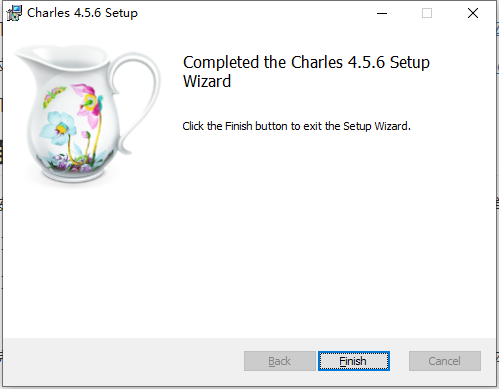 Charles 4.5.6 Setup
Completed the Charles 4.5.6 Setup
Wizard
Click the Finish button to exit the Setup Wizard.
Back
Finish
Cancel